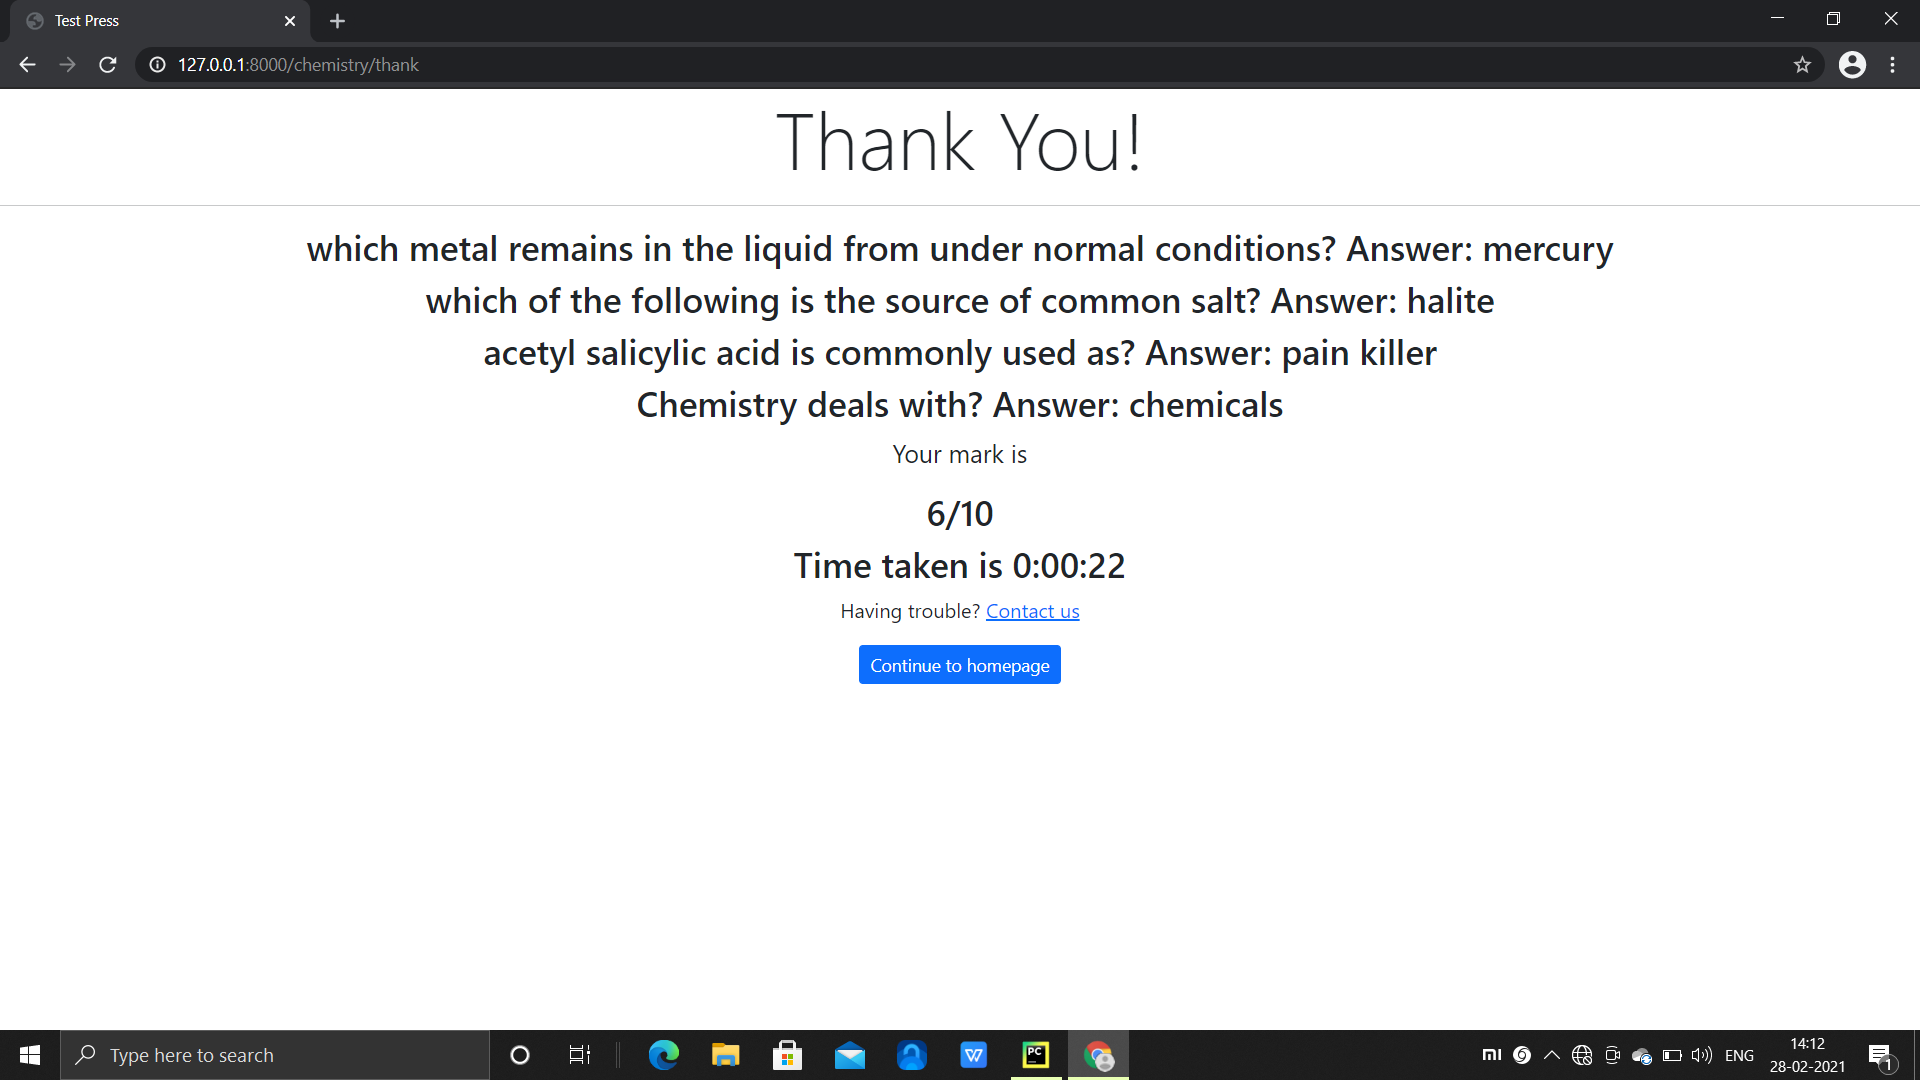 Test Press
127.0.0.1:8000/chemistry/thank
Thank You!
which metal remains in the liquid from under normal conditions? Answer: mercury
which of the following is the source of common salt? Answer: halite
acetyl salicylic acid is commonly used as? Answer: pain killer
Chemistry deals with? Answer: chemicals
Your mark is
6/10
Time taken is 0:00:22
Having trouble? Contact us
Continue to homepage
Type here to search
PC
W
mi
ENG
14:12
28-02-2021
1